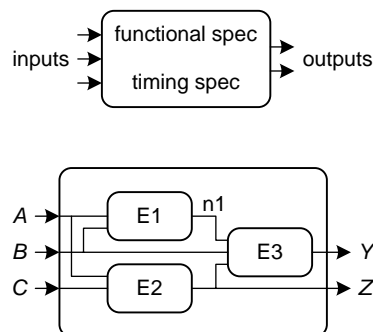 functional spec
inputs
outputs
timing spec
A
E1
n1
B
E3
Y
C
E2
Z